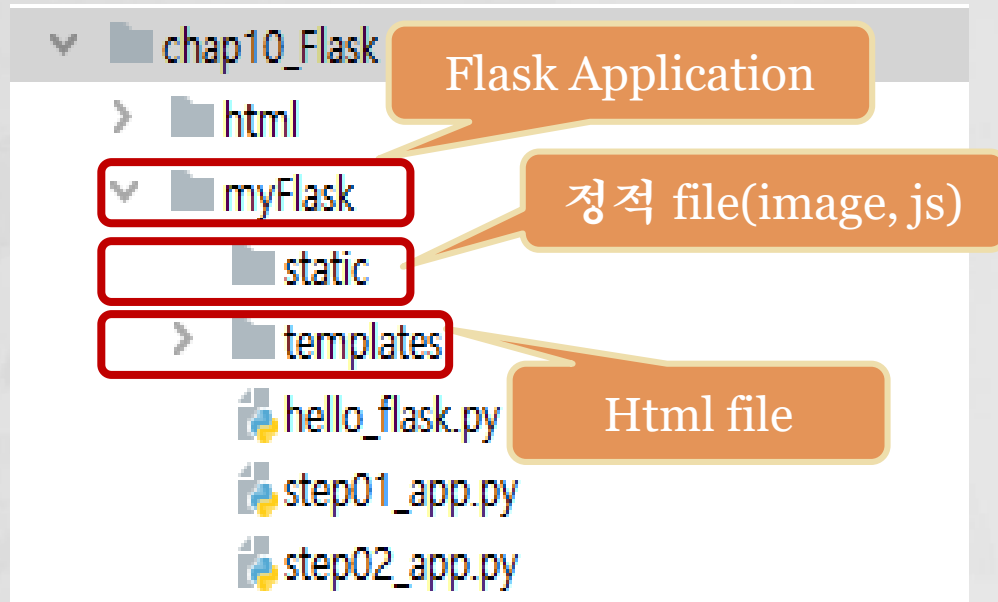 chap10_Flask
Flask Application
html
myFlask
정적 file(image, js)
static
templates
hello_flask.py
Html file
step01_app.py
step02_app.py